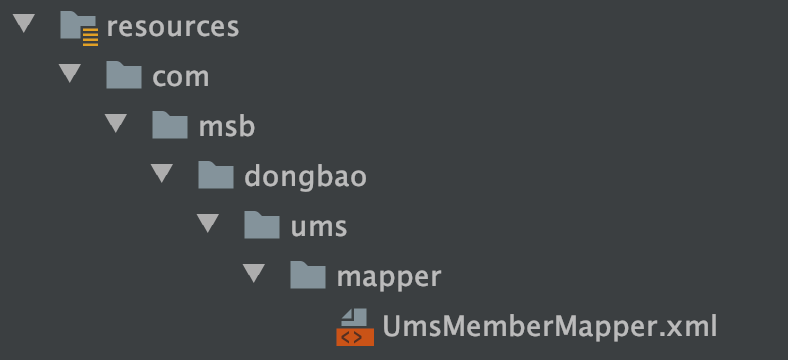 resources
com
msb
dongbao
ums
mapper
UmsMemberMapper.xml